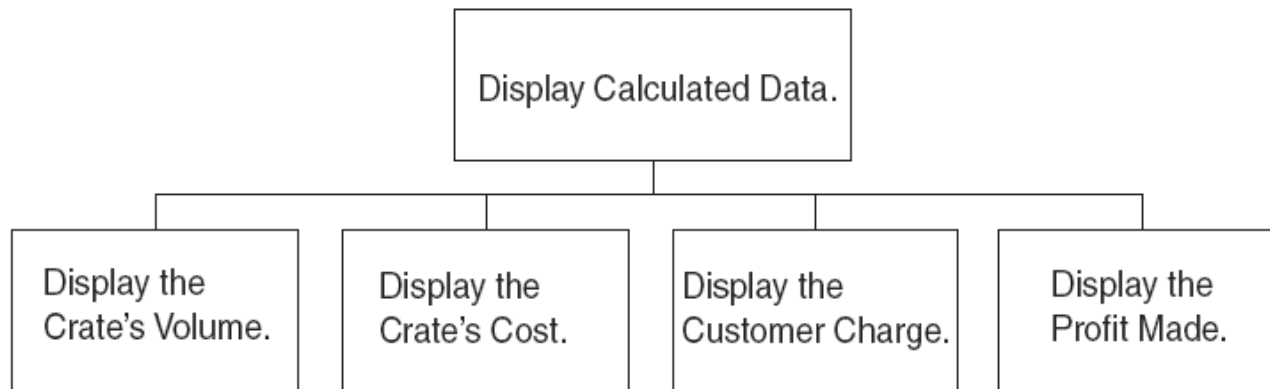 Display Calculated Data.
Display the
Crate's Volume.
Display the
Crate's Cost.
Display the
Customer Charge.
Display the
Profit Made.